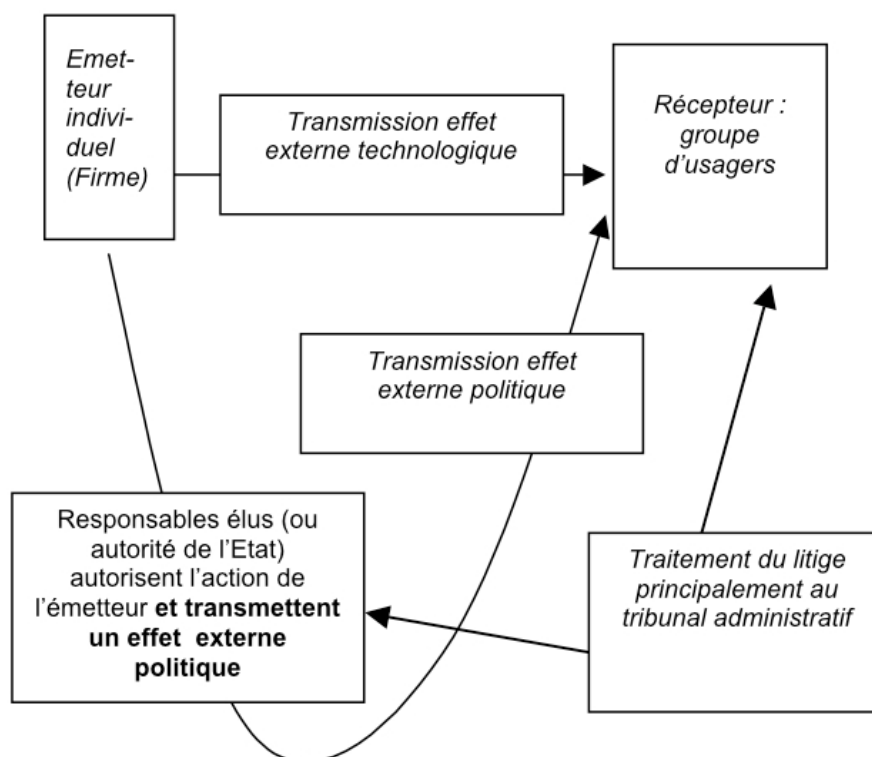 Emet-
teur
indivi-
duel
(Firme)
Transmission effet
externe technologique
Récepteur :
groupe
d’usagers
Transmission effet
externe politique
Responsables élus (ou
autorité de l’Etat)
autorisent l’action de
l’émetteur et transmettent
un effet externe
politique
Traitement du litige
principalement au
tribunal administratif